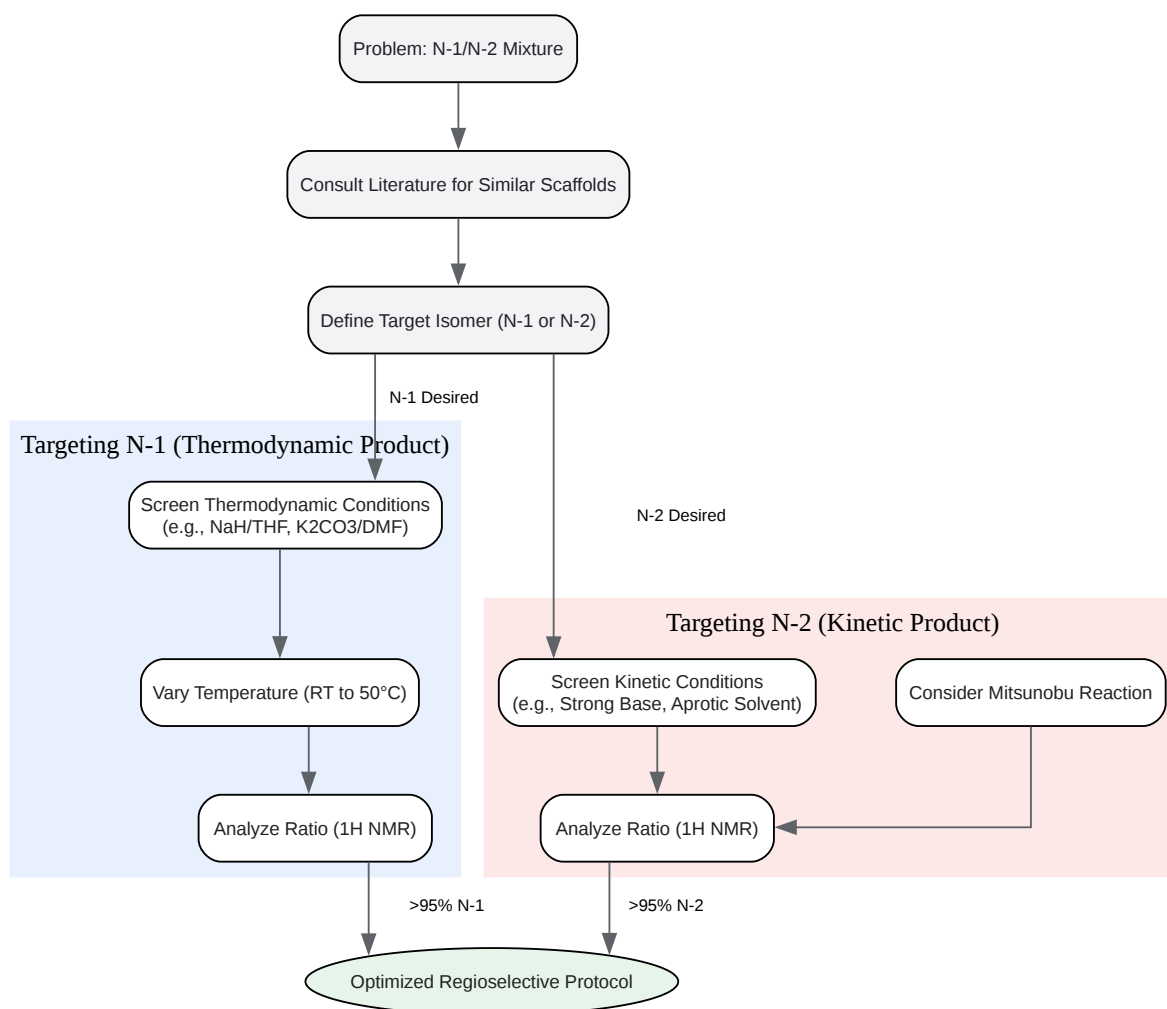 Problem: N-1/N-2 Mixture
Consult Literature for Similar Scaffolds
Define Target Isomer (N-1 or N-2)
N-1 Desired
Targeting N-1 (Thermodynamic Product)
Screen Thermodynamic Conditions
(e.g., NaH/THF, K2CO3/DMF)
Vary Temperature (RT to 50°C)
Analyze Ratio (1H NMR)
>95% N-1
N-2 Desired
Targeting N-2 (Kinetic Product)
Screen Kinetic Conditions
(e.g., Strong Base, Aprotic Solvent)
Consider Mitsunobu Reaction
Analyze Ratio (1H NMR)
>95% N-2
Optimized Regioselective Protocol